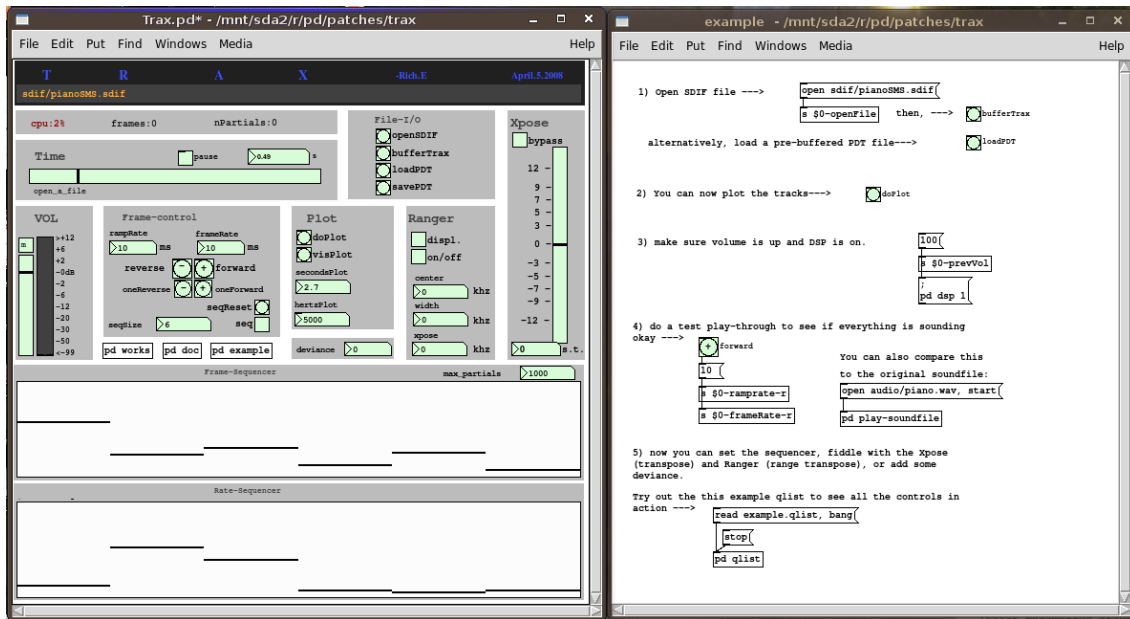 Trax.pd* - /mnt/sda2/r/pd/patches/trax
File Edit Put Find Windows Media Help
T R A X -Rich.E April.5.2008
sdif/pianoSMS.sdif
cpu:2% frames:0 nPartials:0
File-I/O
openSDIF
bufferTrax
loadPDT
savePDT
Time pause 0.49 s
open_a_file
Xpose
bypass
12
9
7
5
3
0
-3
-5
-7
-9
-12
0 s.t.
VOL
m
>+12
+6
+2
-0dB
-2
-6
-12
-20
-30
-50
<-99
Frame-control
rampRate frameRate
10 ms 10 ms
reverse - + forward
oneReverse - + oneForward
seqReset
seqSize 6 seq
pd works pd doc pd example
Plot
doPlot
visPlot
secondsPlot
2.7
hertzPlot
5000
deviance 0
Ranger
displ.
on/off
center
0 khz
width
0 khz
xpose
0 khz
Frame-Sequencer max_partials 1000
Rate-Sequencer
example - /mnt/sda2/r/pd/patches/trax
File Edit Put Find Windows Media Help
1) Open SDIF file ---> open sdif/pianoSMS.sdif
s $0-openFile then, ---> bufferTrax
alternatively, load a pre-buffered PDT file---> loadPDT
2) You can now plot the tracks---> doPlot
3) make sure volume is up and DSP is on. 100
s $0-prevVol
;
pd dsp 1
4) do a test play-through to see if everything is sounding
okay ---> + forward
10
s $0-ramprate-r
s $0-frameRate-r
You can also compare this
to the original soundfile:
open audio/piano.wav, start
pd play-soundfile
5) now you can set the sequencer, fiddle with the Xpose
(transpose) and Ranger (range transpose), or add some
deviance.
Try out the this example qlist to see all the controls in
action --->
read example.qlist, bang
stop
pd qlist